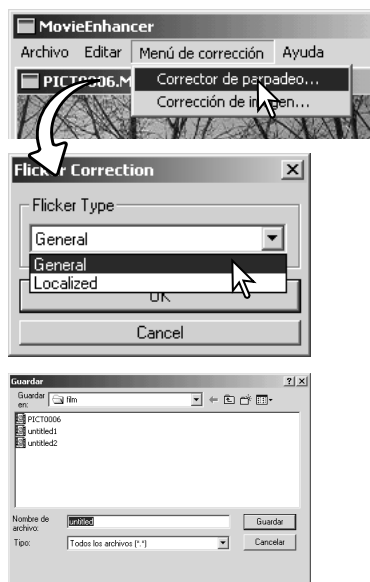 MovieEnhancer
Archivo Editar Menú de corrección Ayuda
PICT0006.M
Corrector de parpadeo...
Corrección de imagen...
Flicker Correction
Flicker Type
General
General
Localized
OK
Cancel
Guardar
Guardar en: film
PICT0006
untitled1
untitled2
Nombre de archivo: untitled Guardar
Tipo: Todos los archivos (*.*) Cancelar